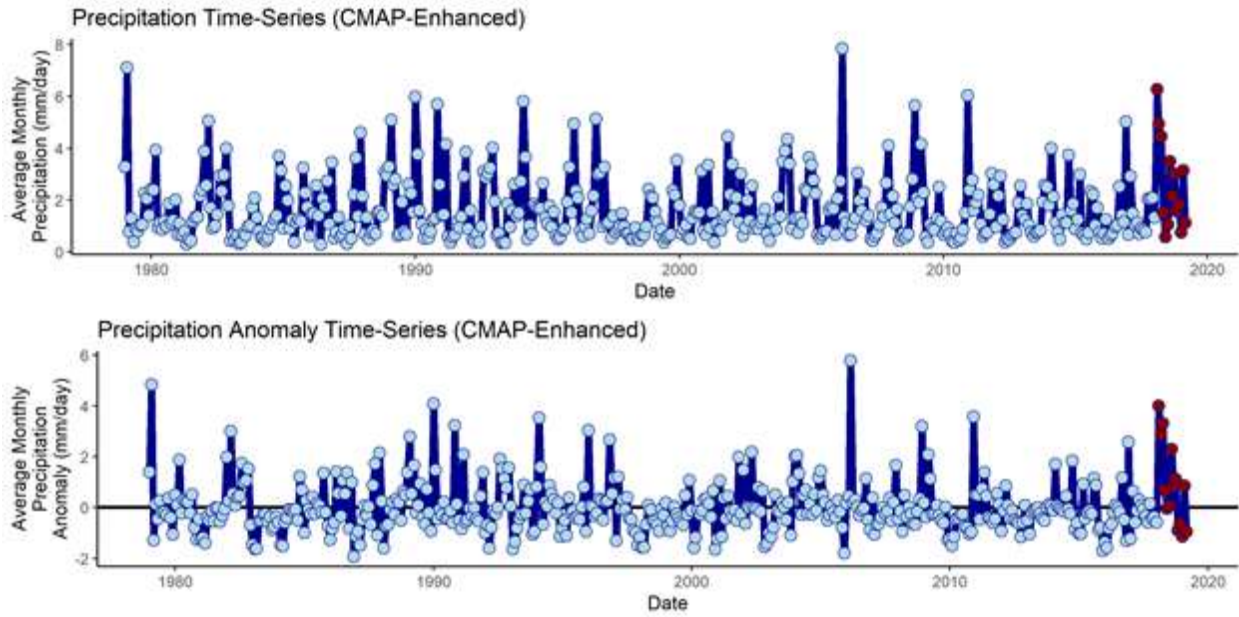 Precipitation Time-Series (CMAP-Enhanced)
Average Monthly
Precipitation (mm/day)
8
6
4
2
0
1980
1990
2000
2010
2020
Date
Precipitation Anomaly Time-Series (CMAP-Enhanced)
Average Monthly
Precipitation
Anomaly (mm/day)
6
4
2
0
-2
1980
1990
2000
2010
2020
Date